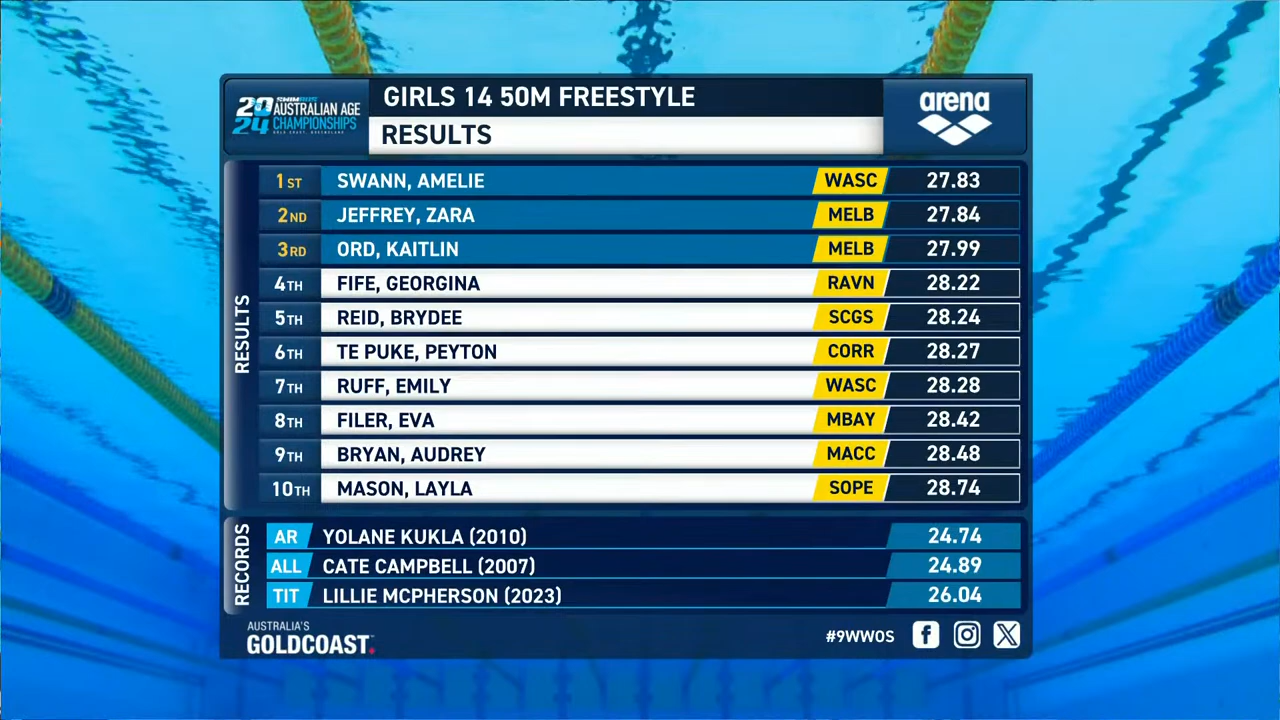 SWIMAUS
2024 AUSTRALIAN AGE CHAMPIONSHIPS
GOLD COAST, QUEENSLAND
GIRLS 14 50M FREESTYLE
RESULTS
arena
RESULTS
1ST SWANN, AMELIE WASC 27.83
2ND JEFFREY, ZARA MELB 27.84
3RD ORD, KAITLIN MELB 27.99
4TH FIFE, GEORGINA RAVN 28.22
5TH REID, BRYDEE SCGS 28.24
6TH TE PUKE, PEYTON CORR 28.27
7TH RUFF, EMILY WASC 28.28
8TH FILER, EVA MBAY 28.42
9TH BRYAN, AUDREY MACC 28.48
10TH MASON, LAYLA SOPE 28.74
RECORDS
AR YOLANE KUKLA (2010) 24.74
ALL CATE CAMPBELL (2007) 24.89
TIT LILLIE MCPHERSON (2023) 26.04
AUSTRALIA'S
GOLDCOAST.
#9WWOS